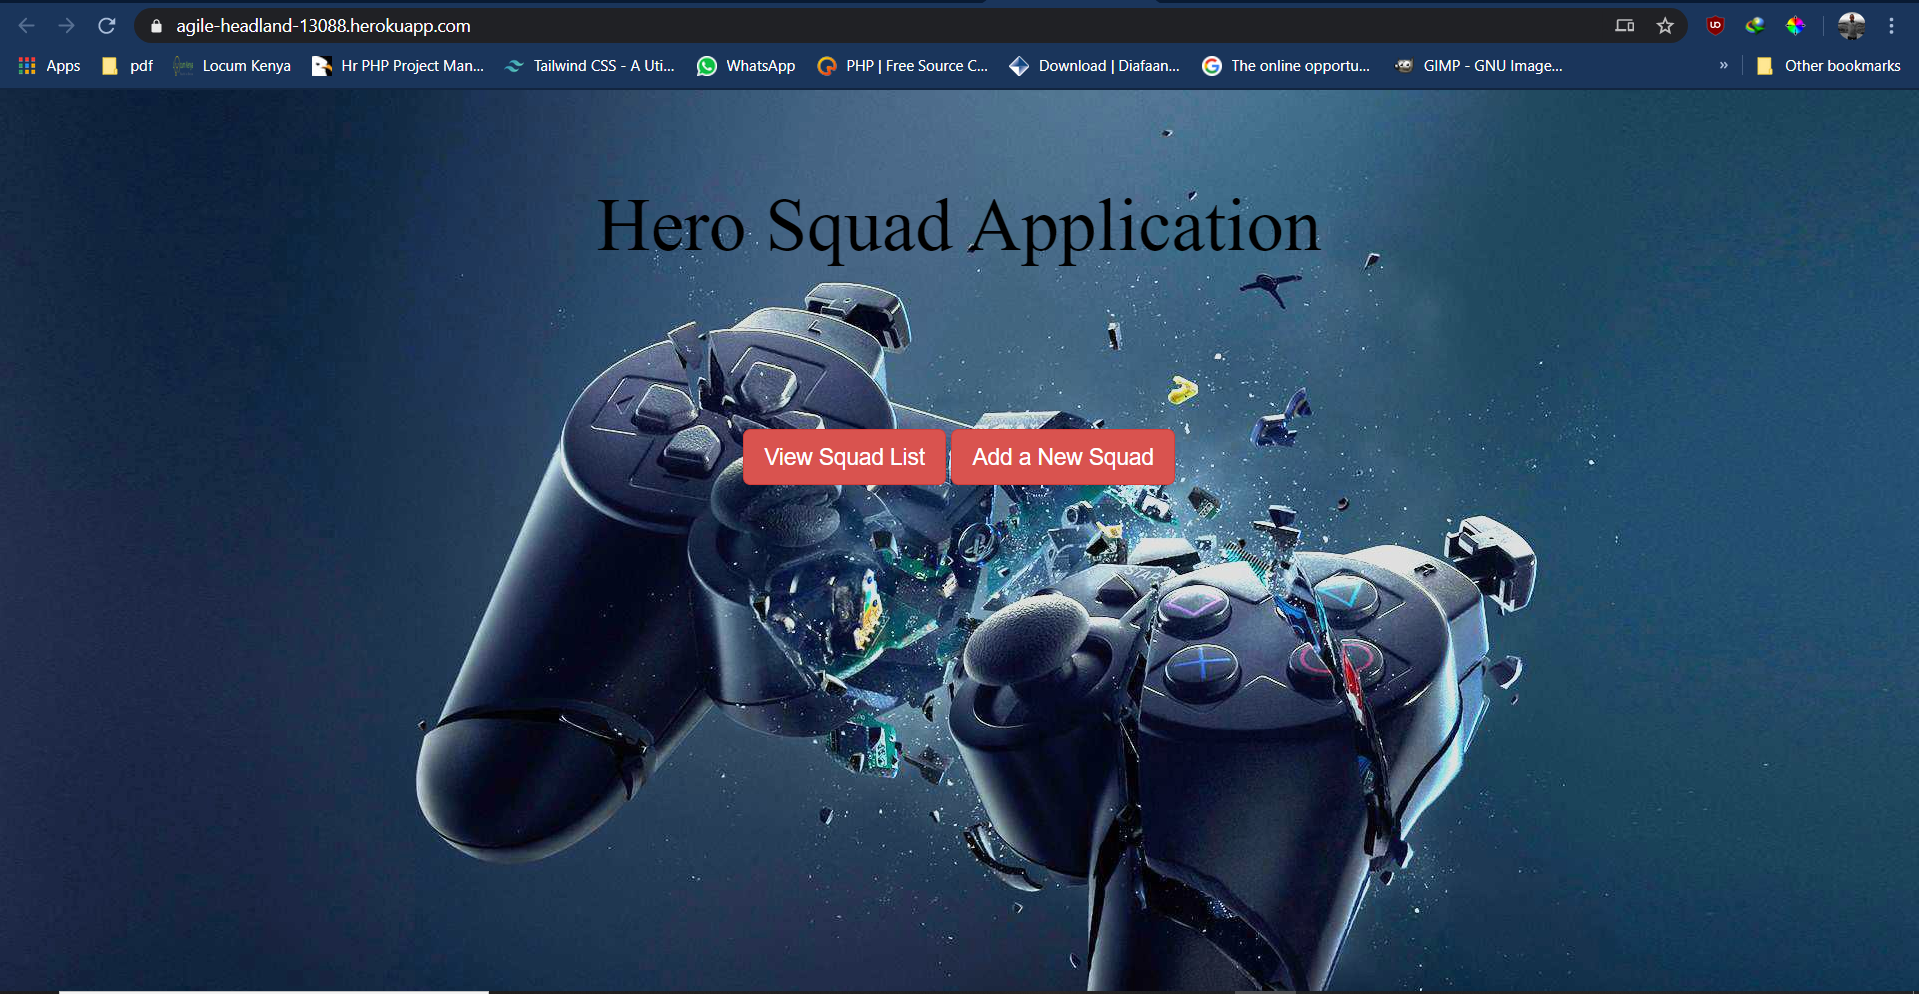 agile-headland-13088.herokuapp.com
Apps pdf Locum Kenya Hr PHP Project Man... Tailwind CSS - A Uti... WhatsApp PHP | Free Source C... Download | Diafaan... The online opportu... GIMP - GNU Image... » Other bookmarks
Hero Squad Application
L
View Squad List Add a New Squad
R